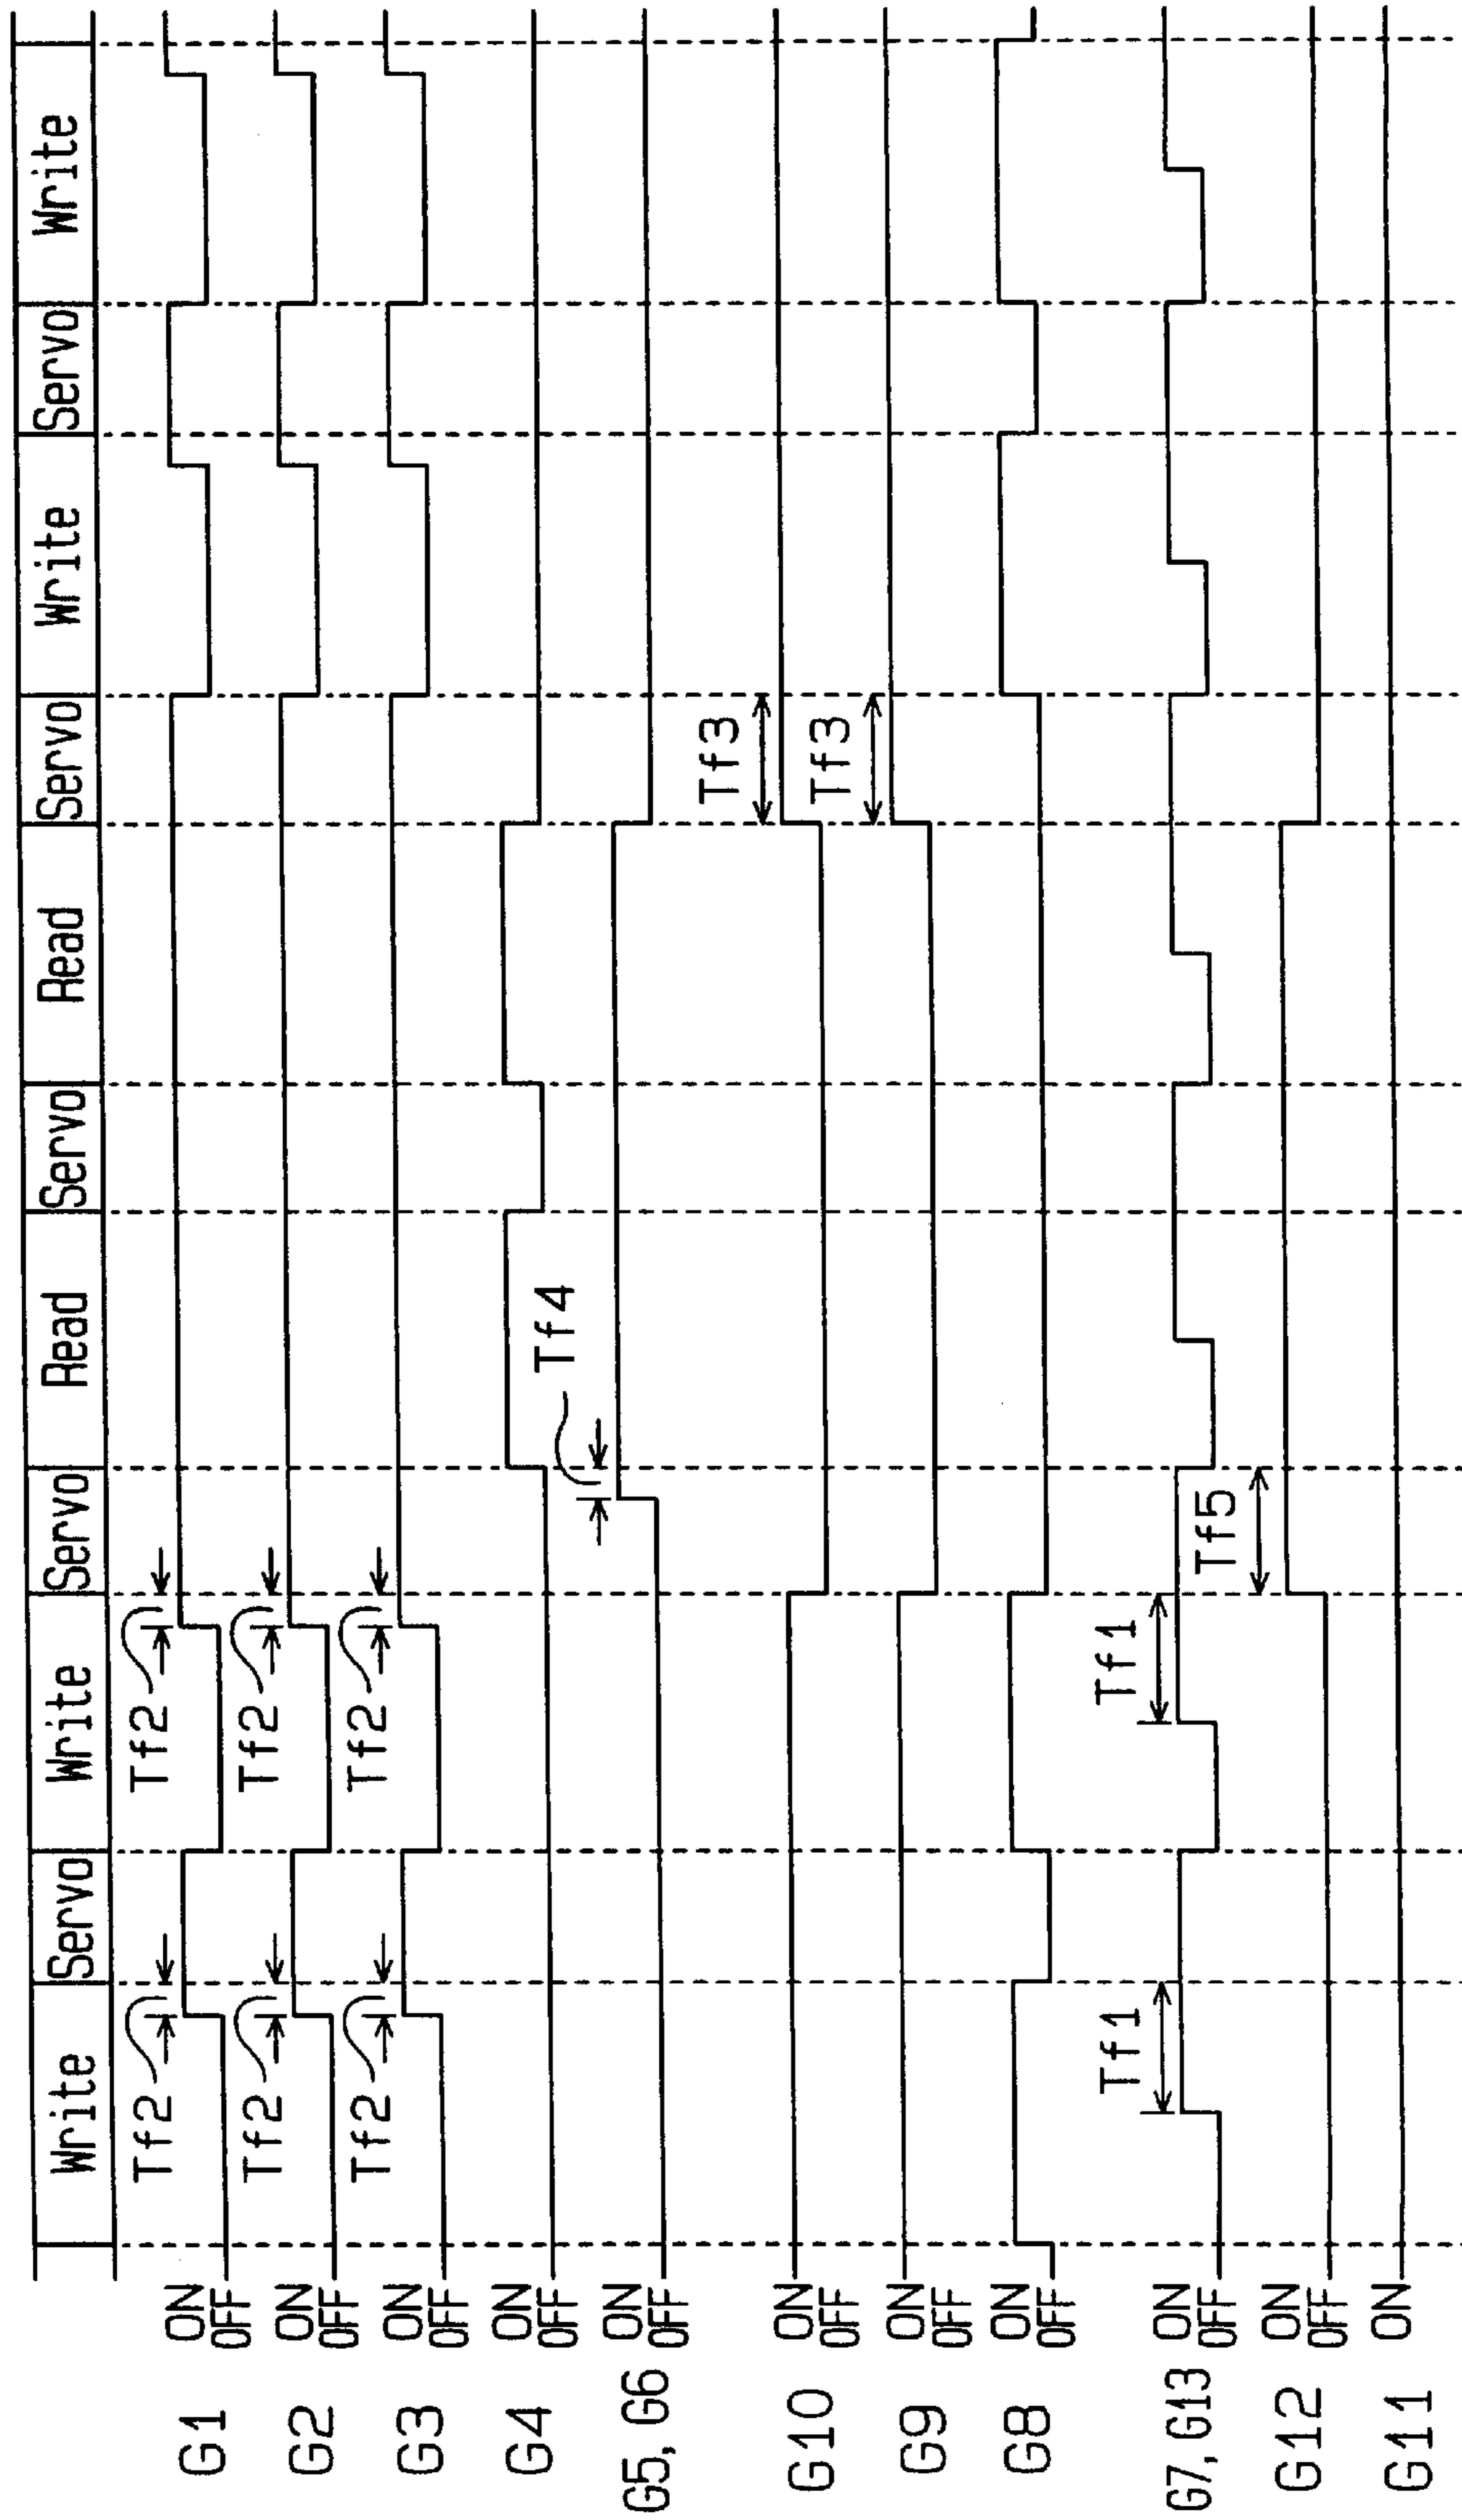 Write Servo Write Servo Read Servo Read Servo Write Servo Write
G1 ON OFF Tf2 Tf2
G2 ON OFF Tf2 Tf2
G3 ON OFF Tf2 Tf2
G4 ON OFF
G5, G6 ON OFF Tf4
G10 ON OFF Tf3
G9 ON OFF Tf3
G8 ON OFF
G7, G13 ON OFF Tf1 Tf1
G12 ON OFF Tf5
G11 ON